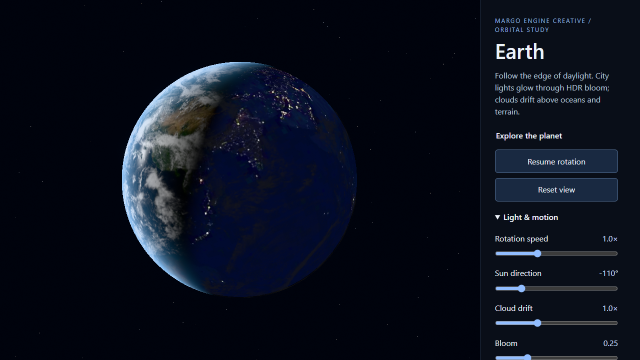 MARGO ENGINE CREATIVE /
ORBITAL STUDY
Earth
Follow the edge of daylight. City
lights glow through HDR bloom;
clouds drift above oceans and
terrain.
Explore the planet
Resume rotation
Reset view
▼ Light & motion
Rotation speed 1.0×
Sun direction -110°
Cloud drift 1.0×
Bloom 0.25